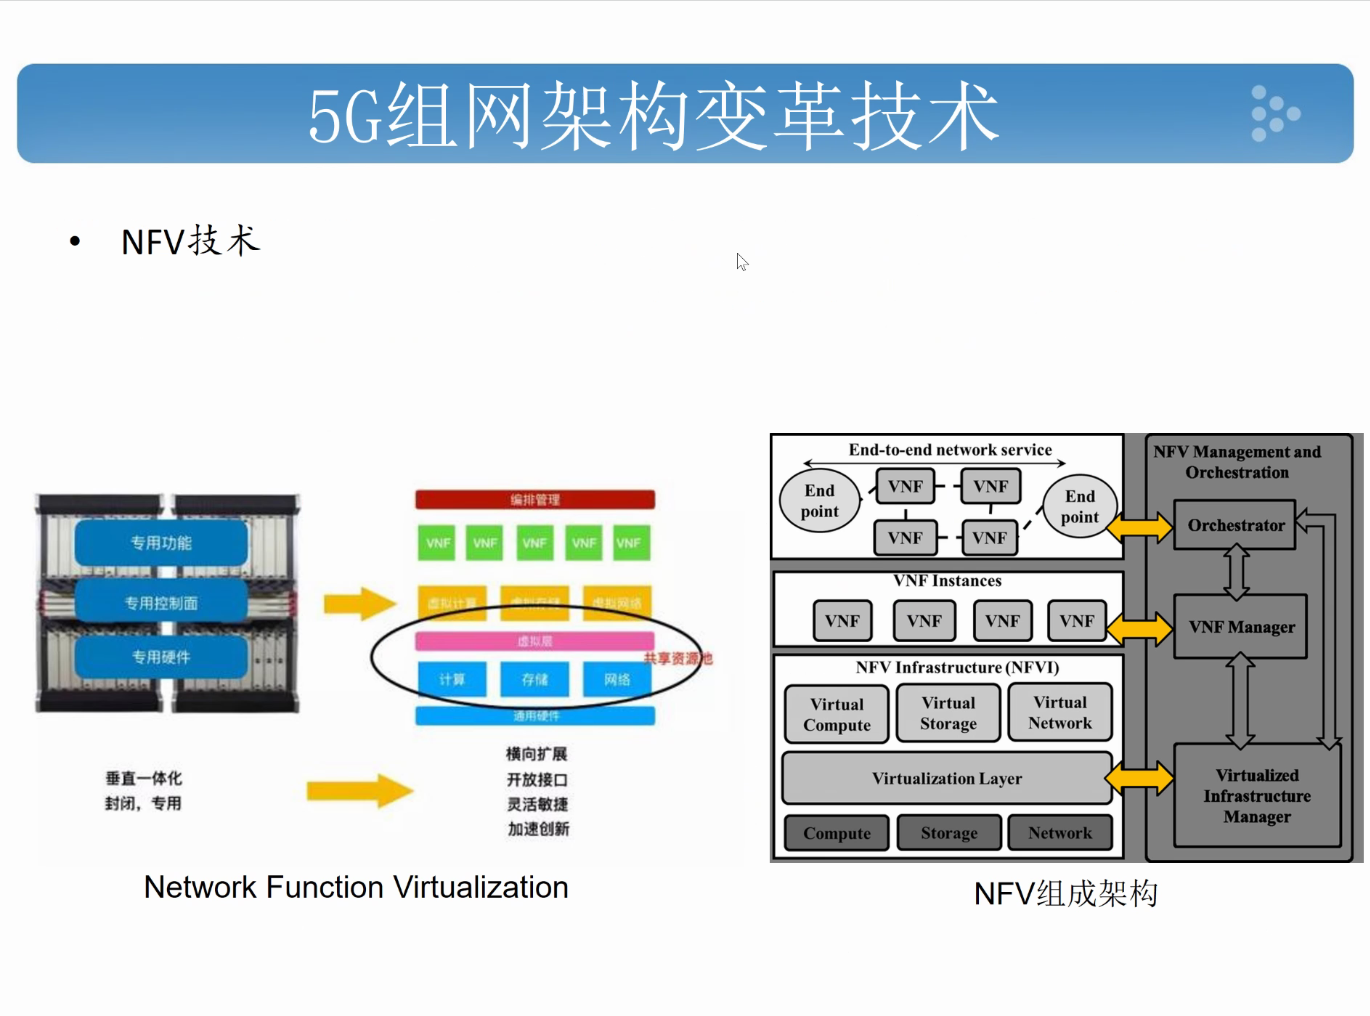 5G组网架构变革技术
• NFV技术
专用功能
专用控制面
专用硬件
垂直一体化
封闭，专用
编排管理
VNF VNF VNF VNF VNF
虚拟计算 虚拟存储 虚拟网络
虚拟层
共享资源池
计算 存储 网络
通用硬件
横向扩展
开放接口
灵活敏捷
加速创新
Network Function Virtualization
End-to-end network service
End point
VNF VNF
VNF VNF
End point
VNF Instances
VNF VNF VNF VNF
NFV Infrastructure (NFVI)
Virtual Compute
Virtual Storage
Virtual Network
Virtualization Layer
Compute Storage Network
NFV Management and
Orchestration
Orchestrator
VNF Manager
Virtualized
Infrastructure
Manager
NFV组成架构